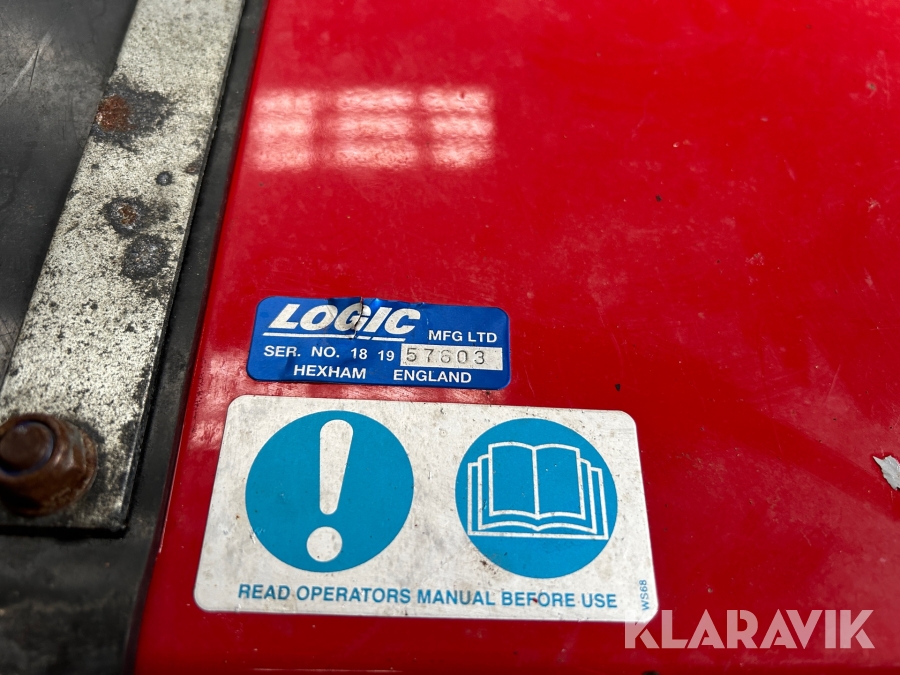 LOGIC MFG LTD
SER. NO. 18 19 57603
HEXHAM ENGLAND
READ OPERATORS MANUAL BEFORE USE
WS68
KLARAVIK